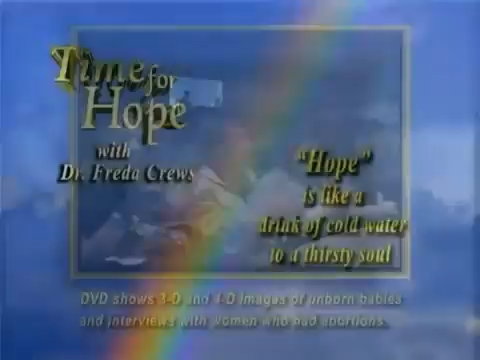 Time for
Hope
with
Dr. Freda Crews
"Hope"
is like a
drink of cold water
to a thirsty soul
DVD shows 3-D and 4-D images of unborn babies
and interviews with women who had abortions.